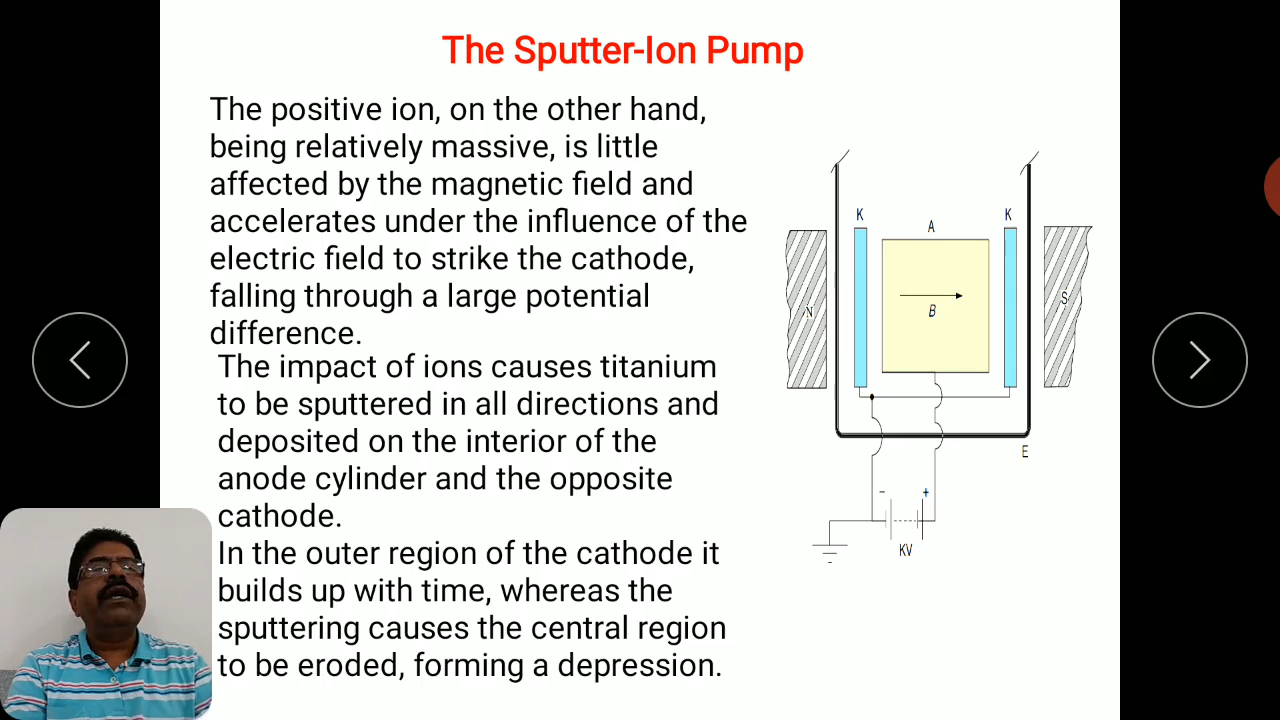 The Sputter-Ion Pump
The positive ion, on the other hand,
being relatively massive, is little
affected by the magnetic field and
accelerates under the influence of the
electric field to strike the cathode,
falling through a large potential
difference.
The impact of ions causes titanium
to be sputtered in all directions and
deposited on the interior of the
anode cylinder and the opposite
cathode.
In the outer region of the cathode it
builds up with time, whereas the
sputtering causes the central region
to be eroded, forming a depression.
K
K
A
B
N
S
E
- +
KV